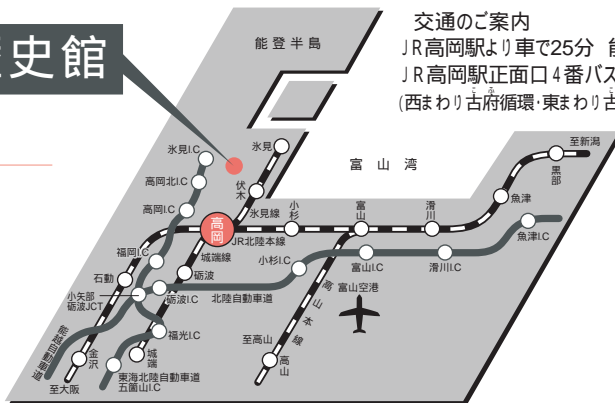 史館
交通のご案内
JR高岡駅より車で25分
JR高岡駅正面口4番バス
(西まわり古府循環・東まわり古
こふ
能登半島
富山湾
至新潟
黒部
魚津
魚津I.C
滑川
滑川I.C
富山
富山I.C
小杉
小杉I.C
氷見
氷見I.C
伏木
氷見線
高岡北I.C
高岡I.C
高岡
JR北陸本線
城端線
福岡I.C
石動
砺波
砺波I.C
小矢部
砺波JCT
北陸自動車道
高山本線
富山空港
福光I.C
能越自動車道
金沢
至大阪
城端
東海北陸自動車道
五箇山I.C
至高山
高山